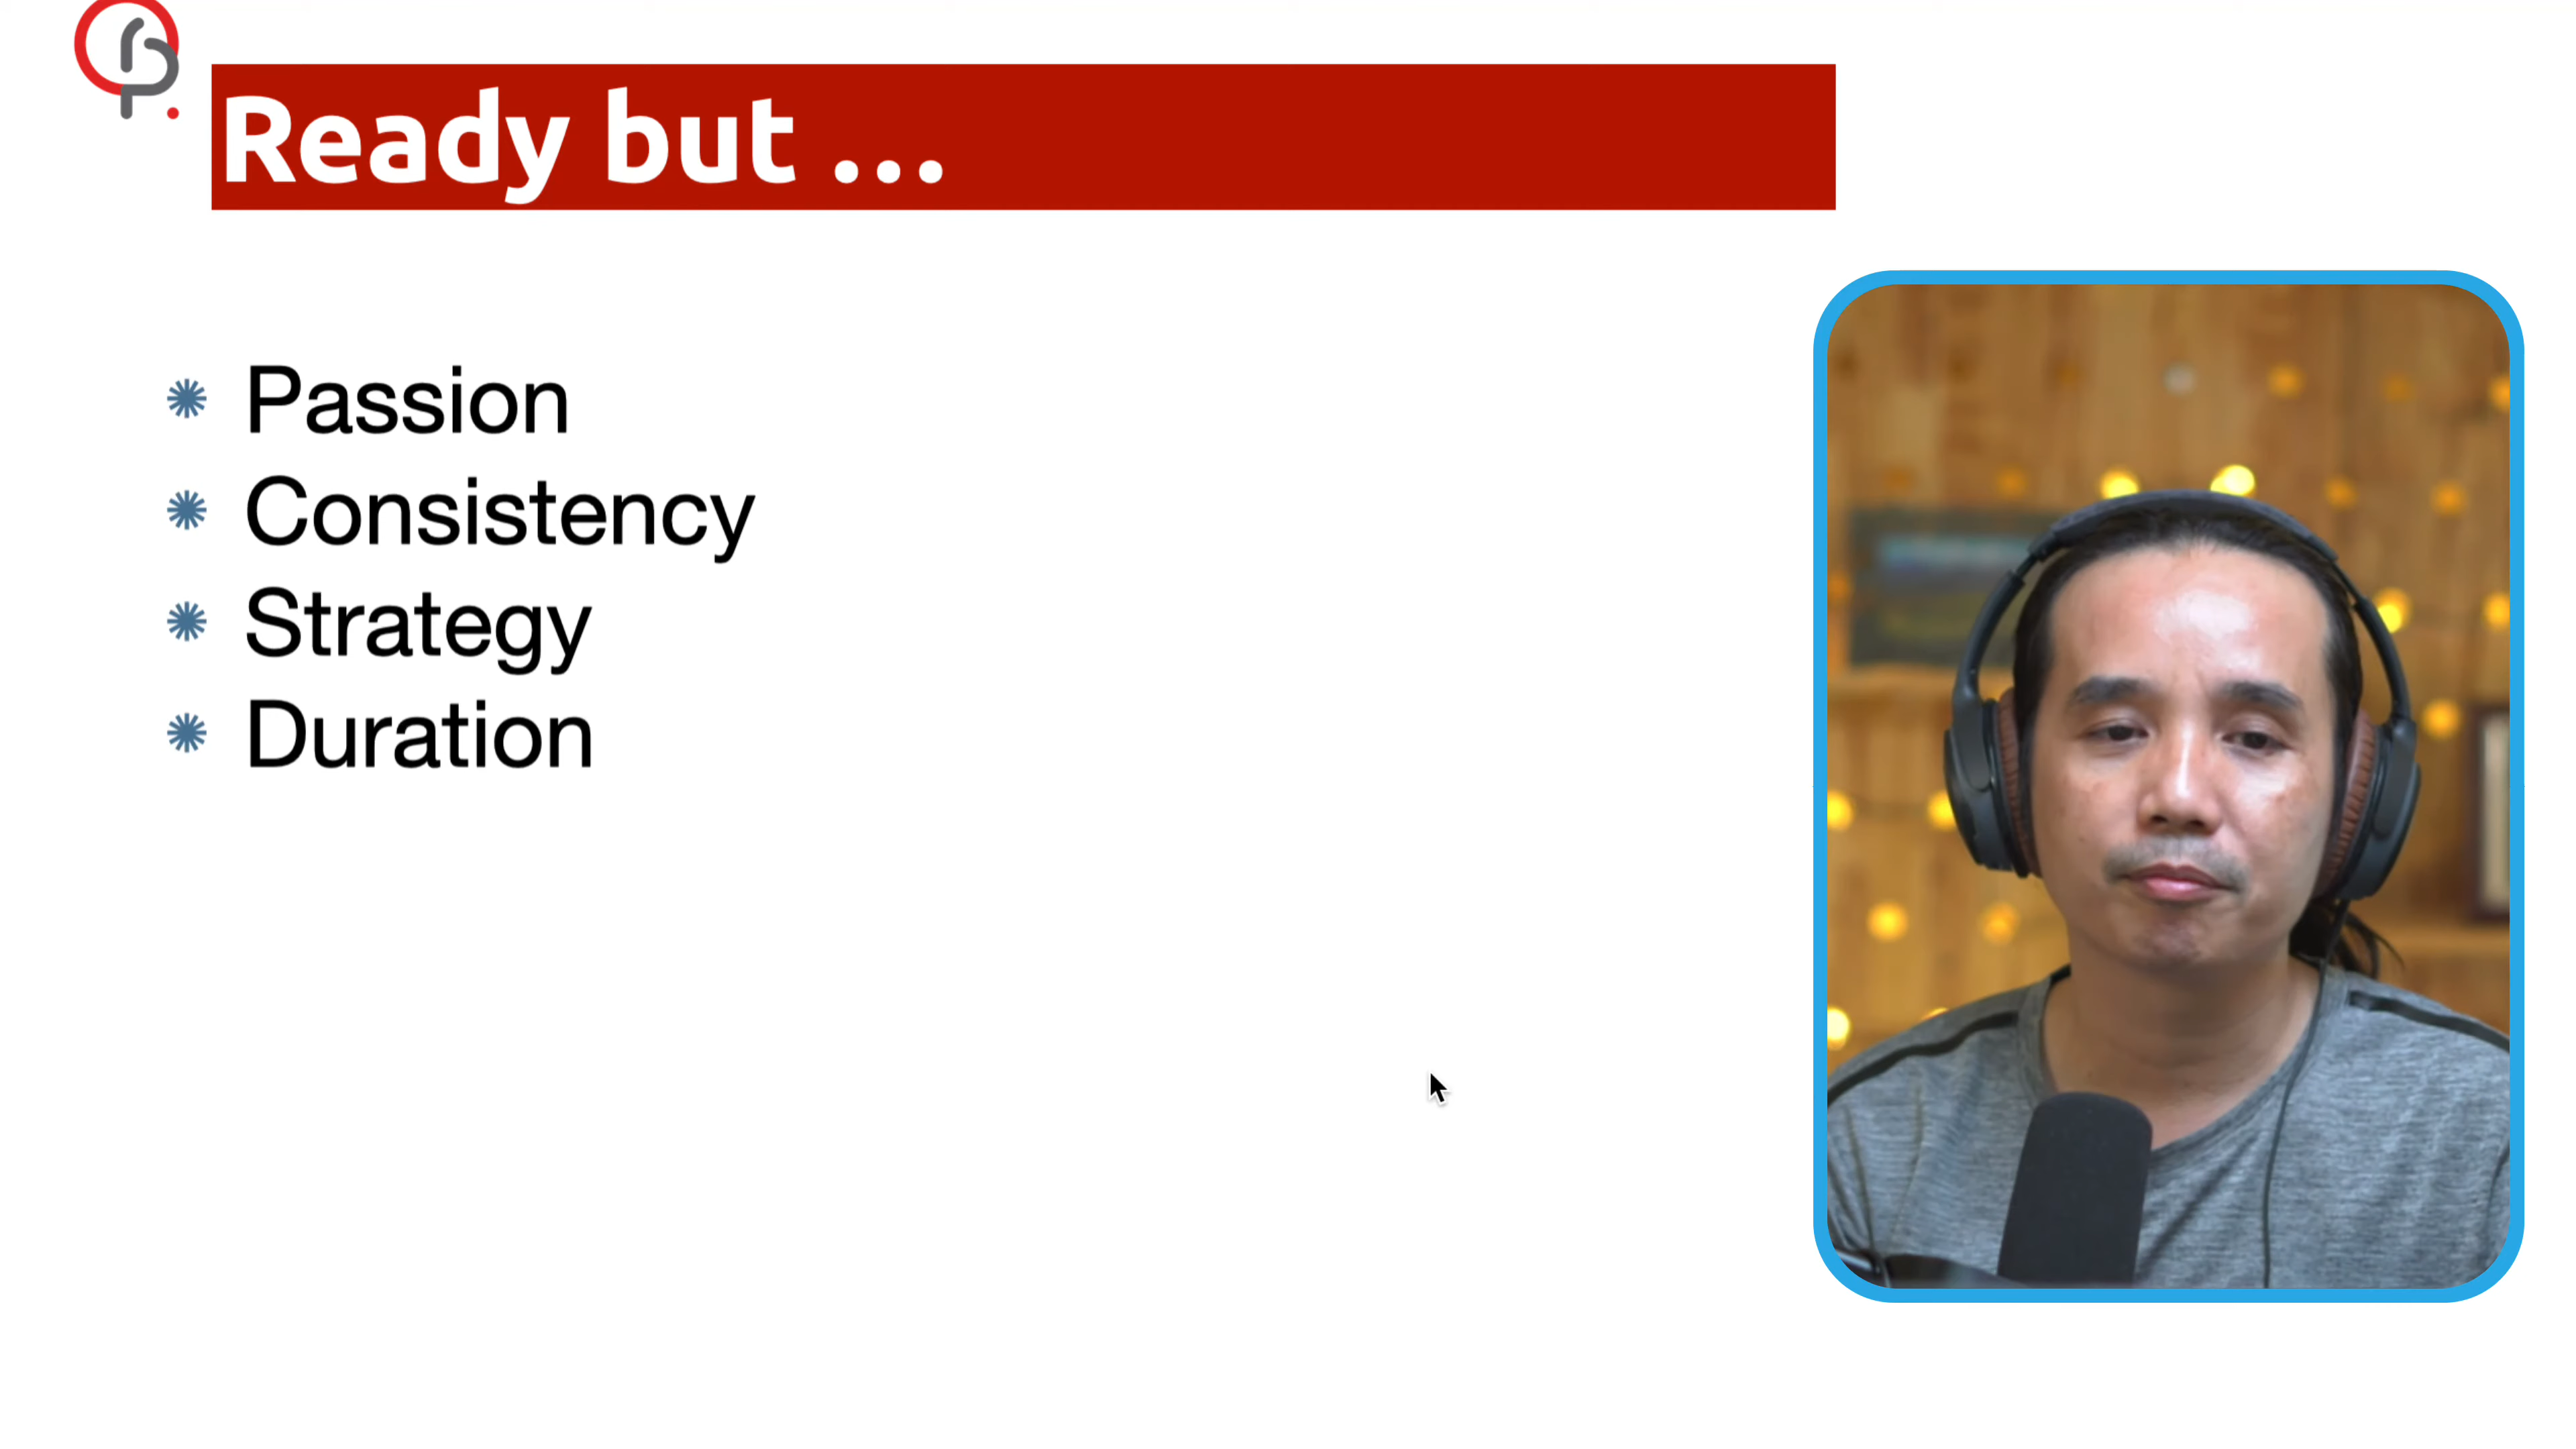 Ready but ...
Passion
Consistency
Strategy
Duration